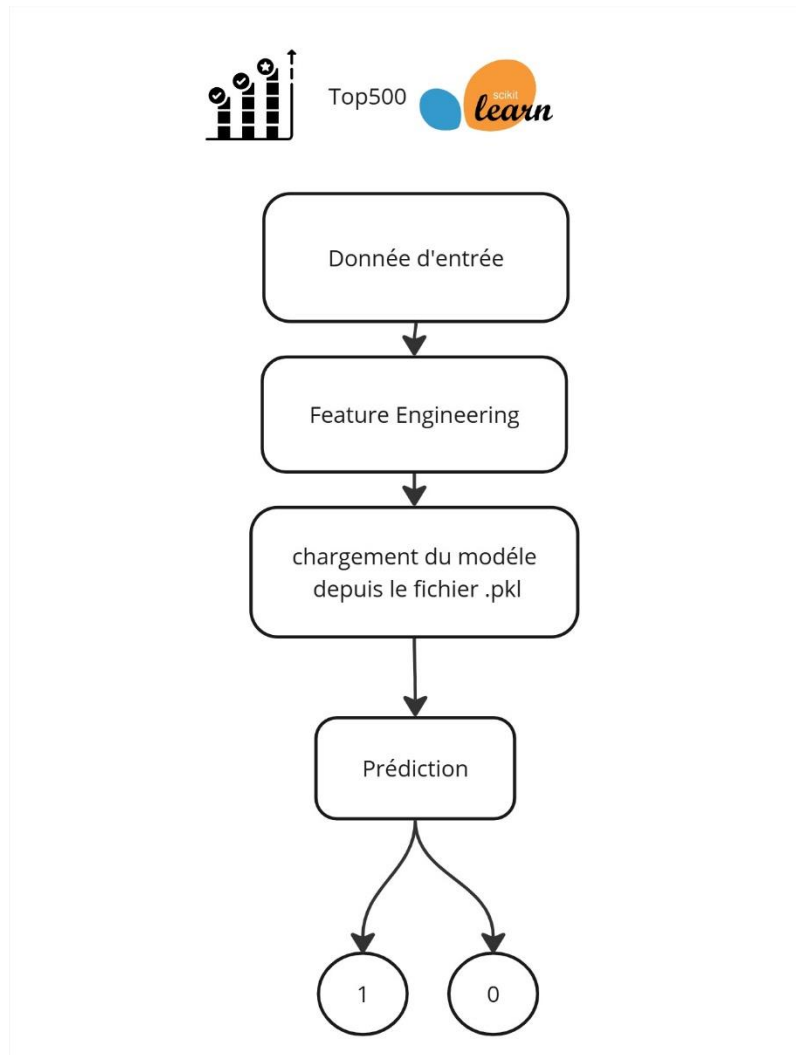 Top500
scikit
learn
Donnée d'entrée
Feature Engineering
chargement du modéle
depuis le fichier .pkl
Prédiction
1
0